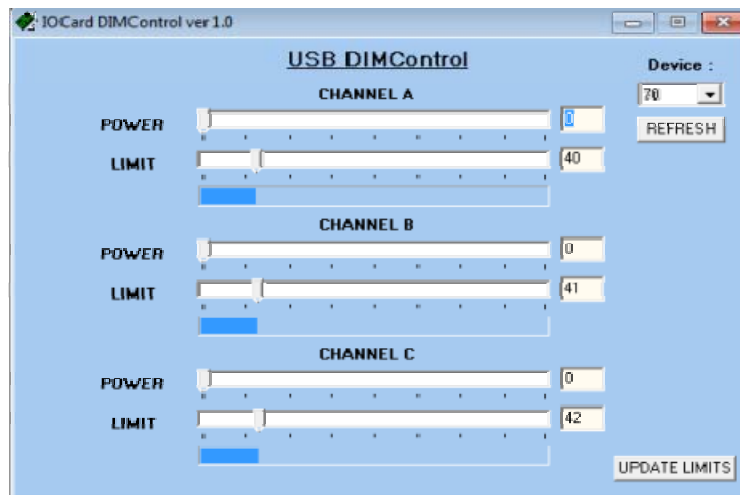 IOCard DIMControl ver 1.0
USB DIMControl
Device :
70
REFRESH
CHANNEL A
POWER
0
LIMIT
40
CHANNEL B
POWER
0
LIMIT
41
CHANNEL C
POWER
0
LIMIT
42
UPDATE LIMITS